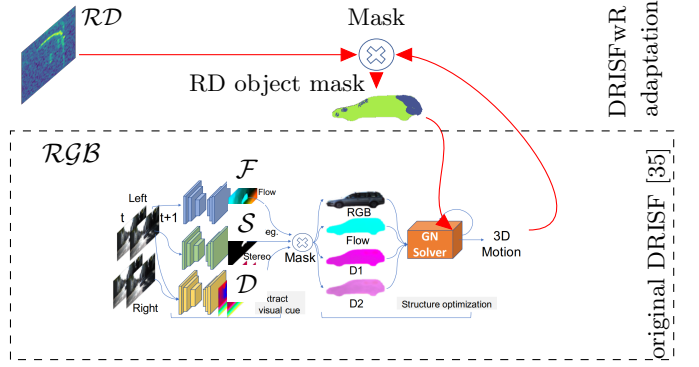 RD
Mask
RD object mask
DRISFwR
adaptation
RGB
F
Left
Flow
t
t+1
S
eg.
Stereo
Mask
D
Right
tract
visual cue
RGB
Flow
D1
D2
GN
Solver
3D
Motion
Structure optimization
original DRISF [35]